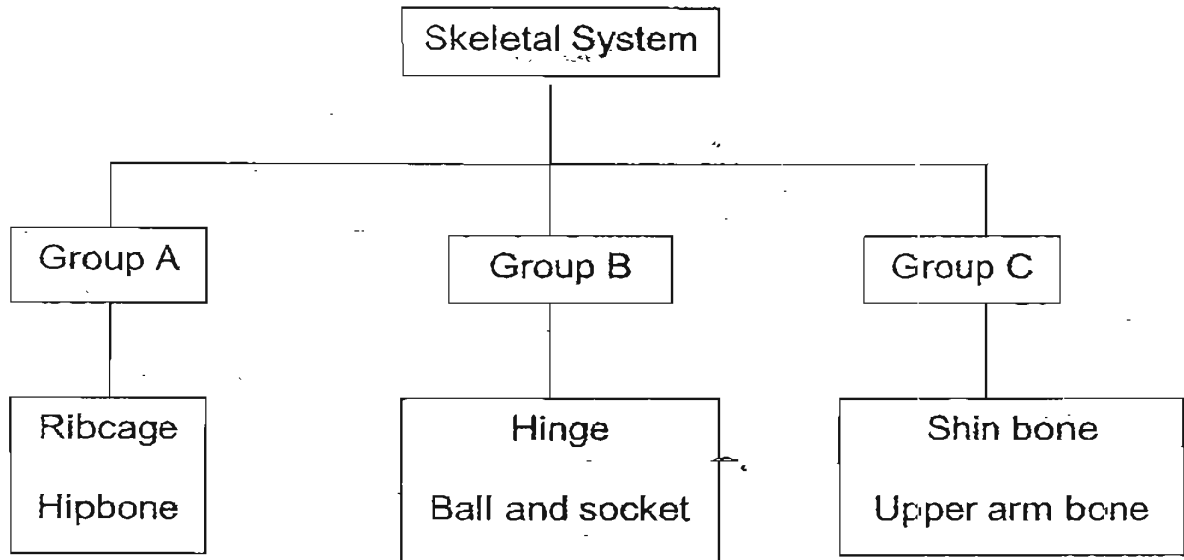 Skeletal System
Group A
Group B
Group C
Ribcage
Hipbone
Hinge
Ball and socket
Shin bone
Upper arm bone